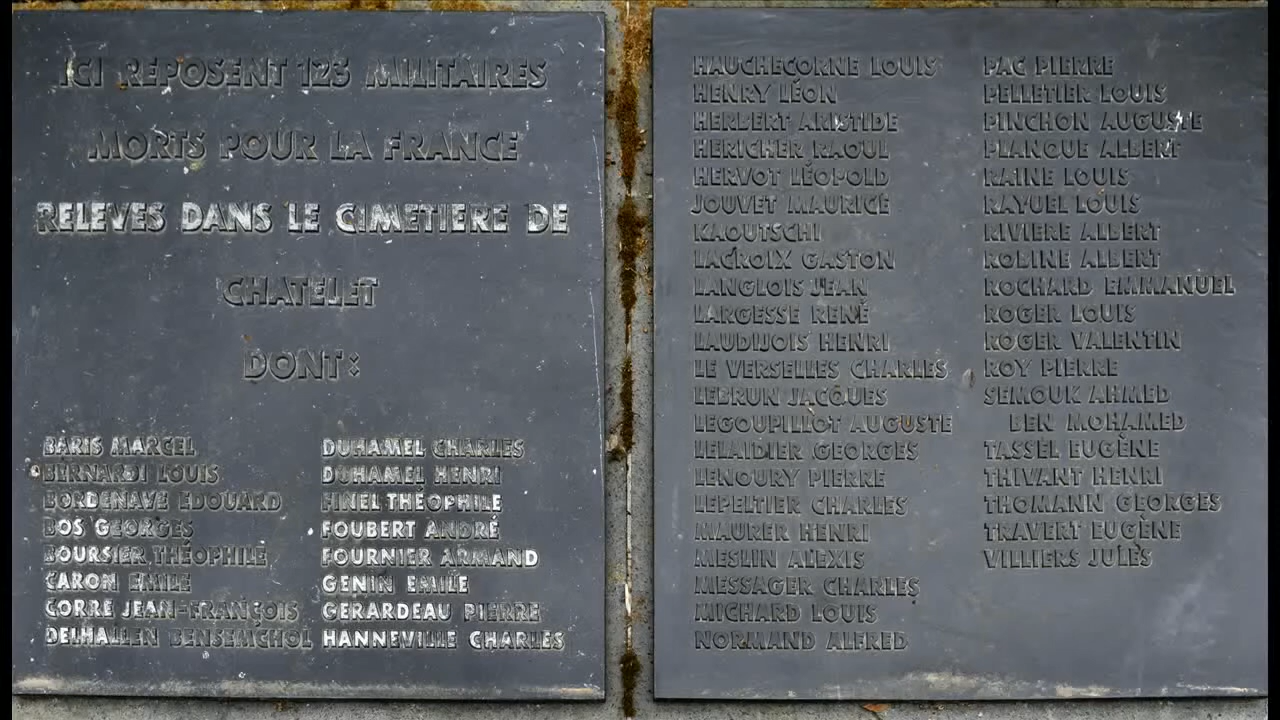 ICI REPOSENT 123 MILITAIRES
MORTS POUR LA FRANCE
RELEVES DANS LE CIMETIERE DE
CHATELET
DONT:
BARIS MARCEL
BERNARDI LOUIS
BORDENAVE EDOUARD
BOS GEORGES
BOURSIER THÉOPHILE
CARON EMILE
CORRE JEAN-FRANÇOIS
DELHALLEN BENSEMCHOL
DUHAMEL CHARLES
DUHAMEL HENRI
FINEL THÉOPHILE
FOUBERT ANDRÉ
FOURNIER ARMAND
GENIN EMILE
GERARDEAU PIERRE
HANNEVILLE CHARLES
HAUCHECORNE LOUIS
HENRY LÉON
HERBERT ARISTIDE
HERICHER RAOUL
HERVOT LÉOPOLD
JOUVET MAURICE
KAOUTSCHI
LACROIX GASTON
LANGLOIS JEAN
LARGESSE RENÉ
LAUDIJOIS HENRI
LE VERSELLES CHARLES
LEBRUN JACQUES
LEGOUPILLOT AUGUSTE
LELAIDIER GEORGES
LENOURY PIERRE
LEPELTIER CHARLES
MAURER HENRI
MESLIN ALEXIS
MESSAGER CHARLES
MICHARD LOUIS
NORMAND ALFRED
PAC PIERRE
PELLETIER LOUIS
PINCHON AUGUSTE
PLANQUE ALBERT
RAINE LOUIS
RAYUEL LOUIS
RIVIERE ALBERT
ROBINE ALBERT
ROCHARD EMMANUEL
ROGER LOUIS
ROGER VALENTIN
ROY PIERRE
SEMOUK AHMED
BEN MOHAMED
TASSEL EUGÈNE
THIVANT HENRI
THOMANN GEORGES
TRAVERT EUGÈNE
VILLIERS JULES